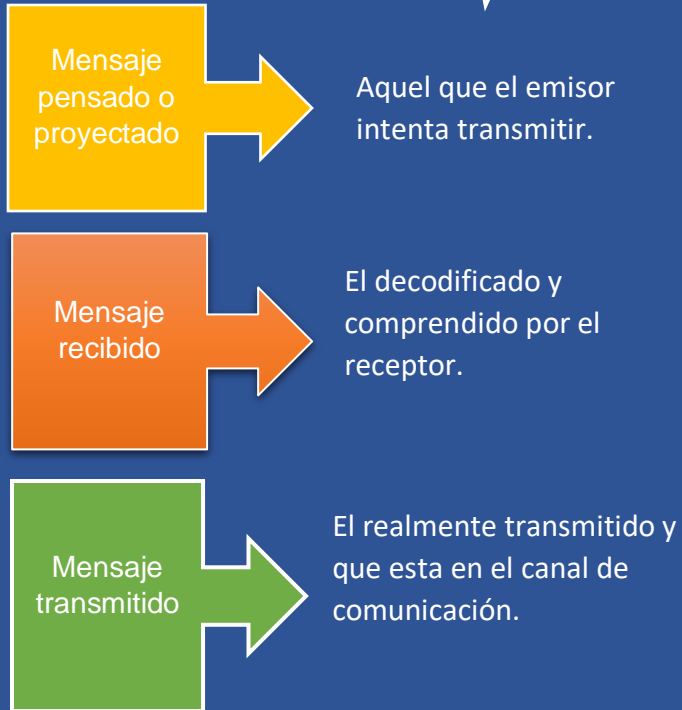 Mensaje
pensado o
proyectado
Aquel que el emisor
intenta transmitir.
Mensaje
recibido
El decodificado y
comprendido por el
receptor.
Mensaje
transmitido
El realmente transmitido y
que esta en el canal de
comunicación.